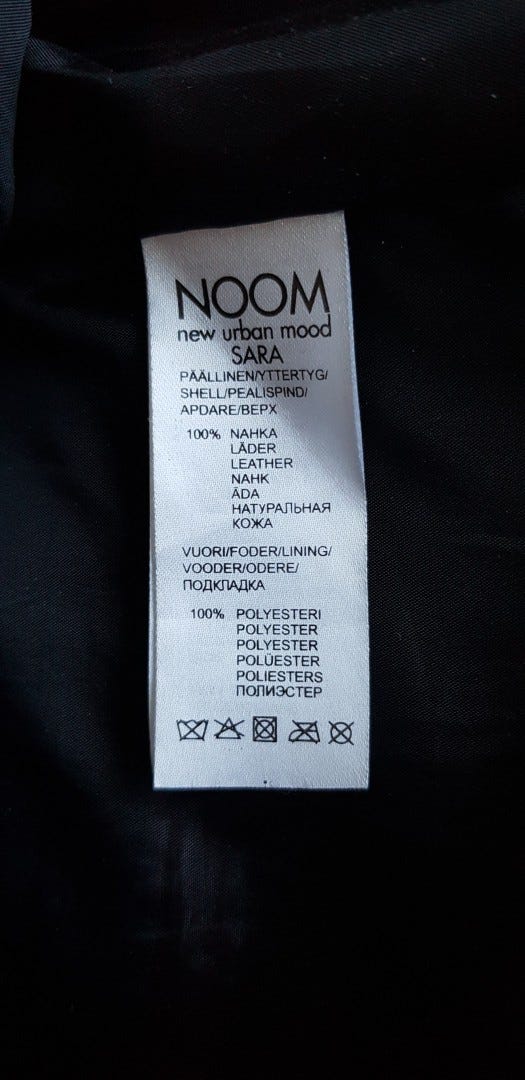 NOOM
new urban mood
SARA
PÄÄLLINEN/YTTERTYG/
SHELL/PEALISPIND/
APDARE/ВЕРХ
100% NAHKA
LÄDER
LEATHER
NAHK
ĀDA
НАТУРАЛЬНАЯ
КОЖА
VUORI/FODER/LINING/
VOODER/ODERE/
ПОДКЛАДКА
100% POLYESTERI
POLYESTER
POLYESTER
POLÜESTER
POLIESTERS
ПОЛИЭСТЕР